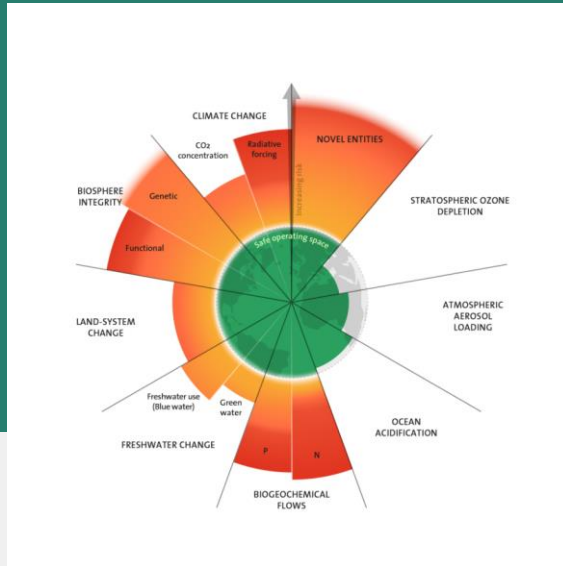 CLIMATE CHANGE
CO2
concentration
Radiative
forcing
NOVEL ENTITIES
Increasing risk
BIOSPHERE
INTEGRITY
Genetic
STRATOSPHERIC OZONE
DEPLETION
Functional
Safe operating space
LAND-SYSTEM
CHANGE
ATMOSPHERIC
AEROSOL
LOADING
Freshwater use
(Blue water)
Green
water
FRESHWATER CHANGE
OCEAN
ACIDIFICATION
P
N
BIOGEOCHEMICAL
FLOWS